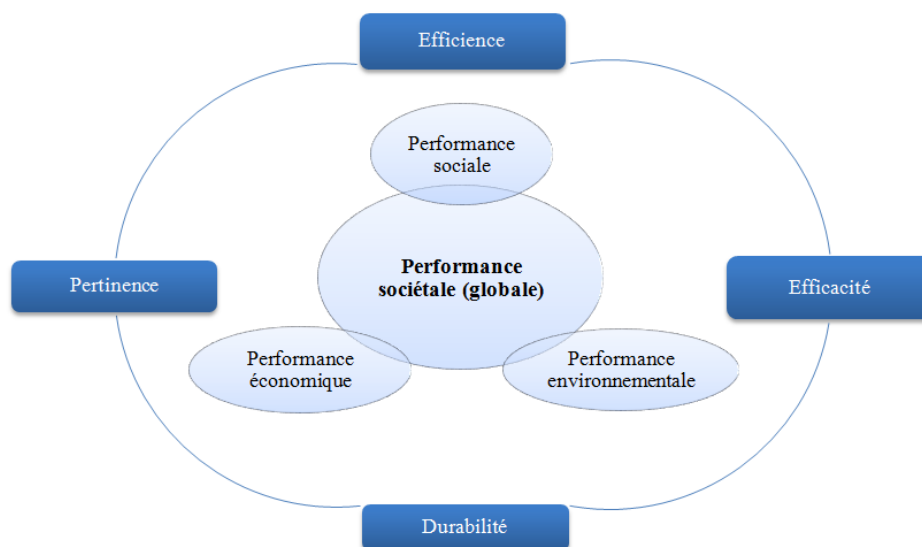 Efficience
Performance
sociale
Performance
sociétale (globale)
Pertinence
Efficacité
Performance
économique
Performance
environnementale
Durabilité